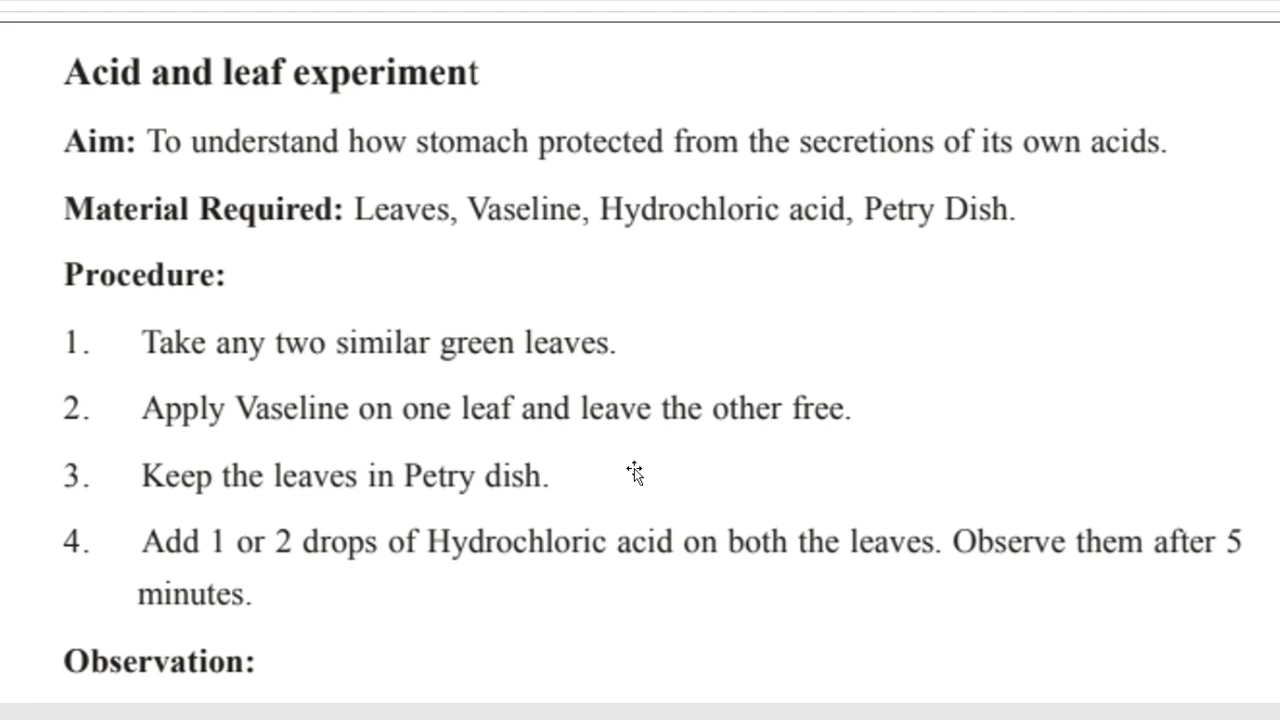 Acid and leaf experiment
Aim: To understand how stomach protected from the secretions of its own acids.
Material Required: Leaves, Vaseline, Hydrochloric acid, Petry Dish.
Procedure:
1. Take any two similar green leaves.
2. Apply Vaseline on one leaf and leave the other free.
3. Keep the leaves in Petry dish.
4. Add 1 or 2 drops of Hydrochloric acid on both the leaves. Observe them after 5
minutes.
Observation: